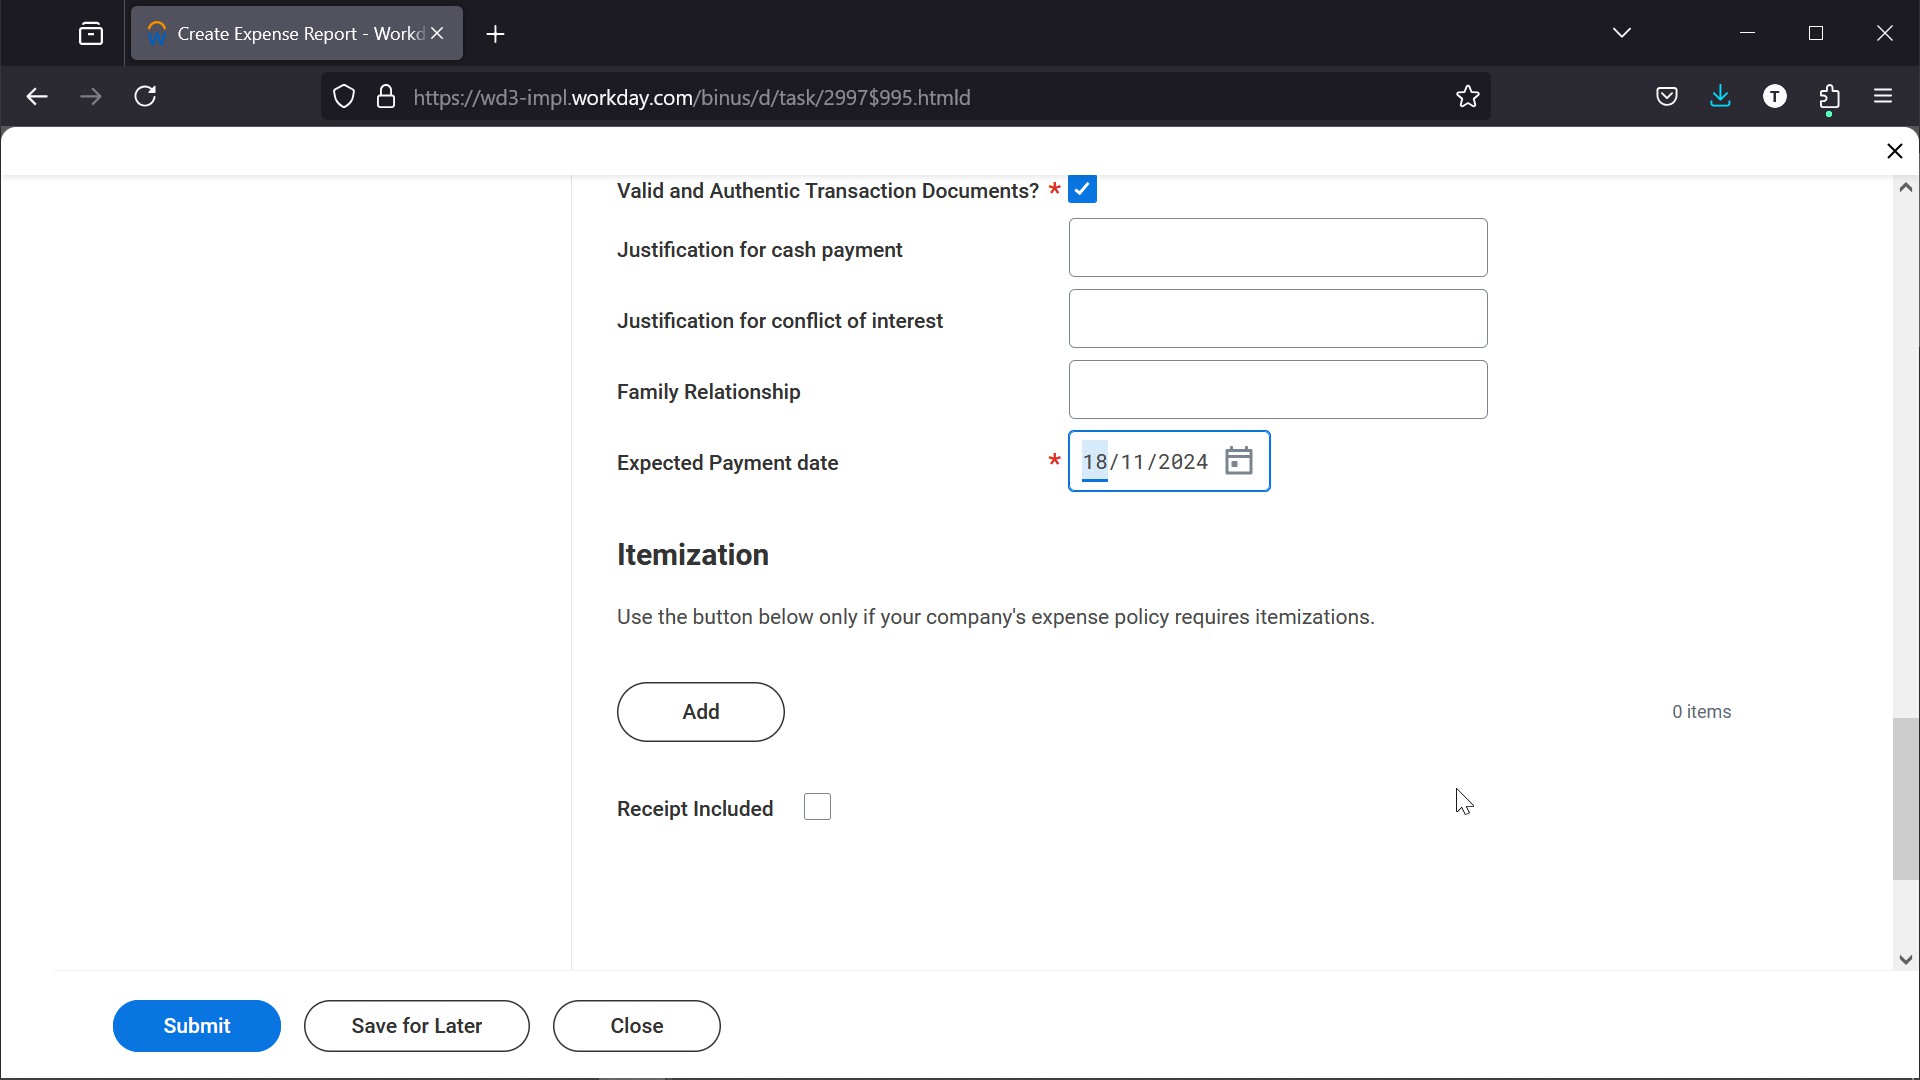 Create Expense Report - Workd
https://wd3-impl.workday.com/binus/d/task/2997$995.htmld
T
Valid and Authentic Transaction Documents? *
Justification for cash payment
Justification for conflict of interest
Family Relationship
Expected Payment date * 18/11/2024
Itemization
Use the button below only if your company's expense policy requires itemizations.
Add 0 items
Receipt Included
Submit Save for Later Close